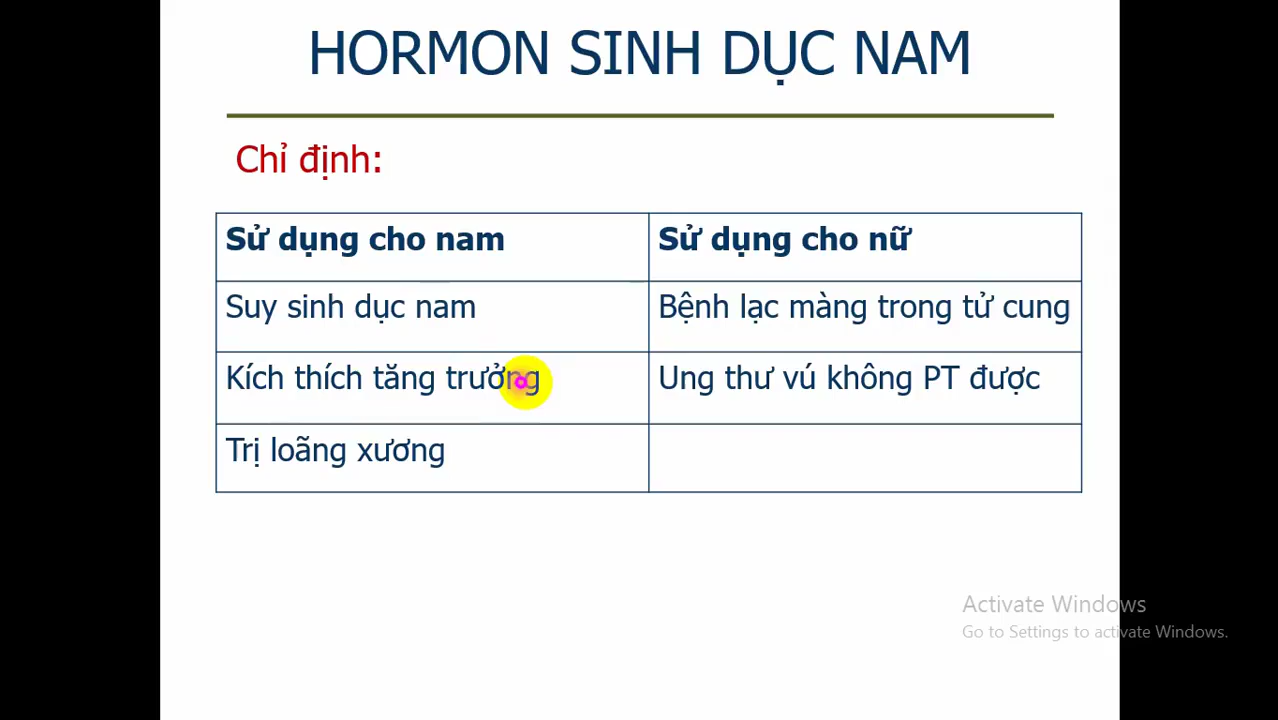 HORMON SINH DỤC NAM
Chỉ định:
Sử dụng cho nam
Sử dụng cho nữ
Suy sinh dục nam
Bệnh lạc màng trong tử cung
Kích thích tăng trưởng
Ung thư vú không PT được
Trị loãng xương
Activate Windows
Go to Settings to activate Windows.